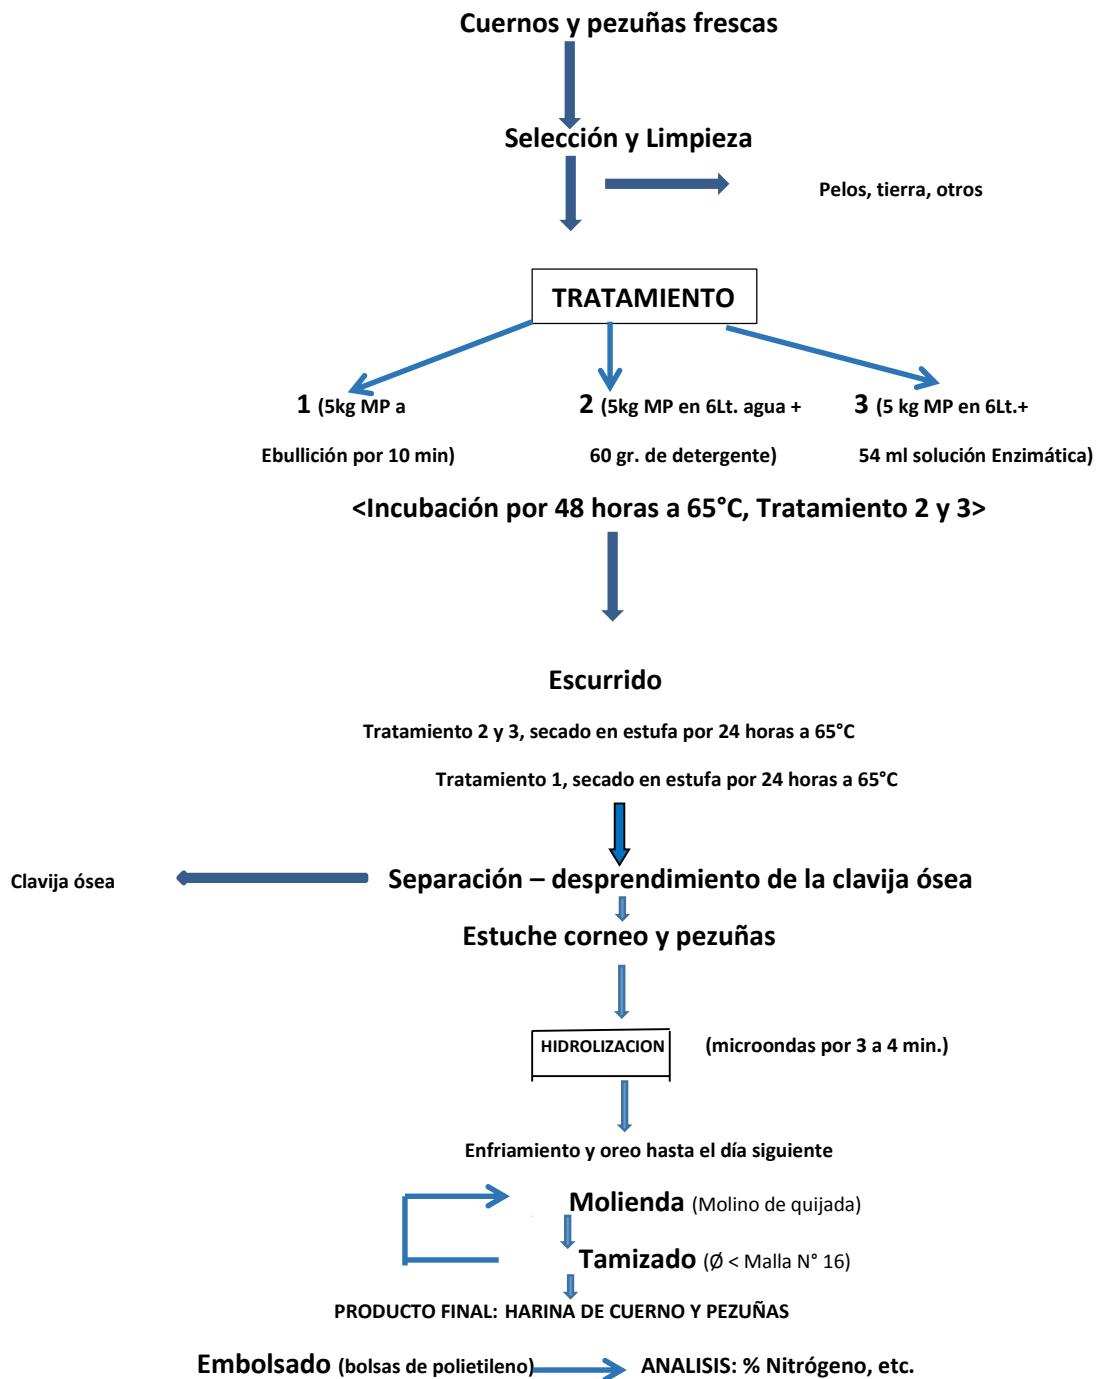 Cuernos y pezuñas frescas
Selección y Limpieza
Pelos, tierra, otros
TRATAMIENTO
1 (5kg MP a
Ebullición por 10 min)
2 (5kg MP en 6Lt. agua +
60 gr. de detergente)
3 (5 kg MP en 6Lt.+
54 ml solución Enzimática)
<Incubación por 48 horas a 65°C, Tratamiento 2 y 3>
Escurrido
Tratamiento 2 y 3, secado en estufa por 24 horas a 65°C
Tratamiento 1, secado en estufa por 24 horas a 65°C
Clavija ósea
Separación – desprendimiento de la clavija ósea
Estuche corneo y pezuñas
HIDROLIZACION
(microondas por 3 a 4 min.)
Enfriamiento y oreo hasta el día siguiente
Molienda (Molino de quijada)
Tamizado (Ø < Malla N° 16)
PRODUCTO FINAL: HARINA DE CUERNO Y PEZUÑAS
Embolsado (bolsas de polietileno)
ANALISIS: % Nitrógeno, etc.